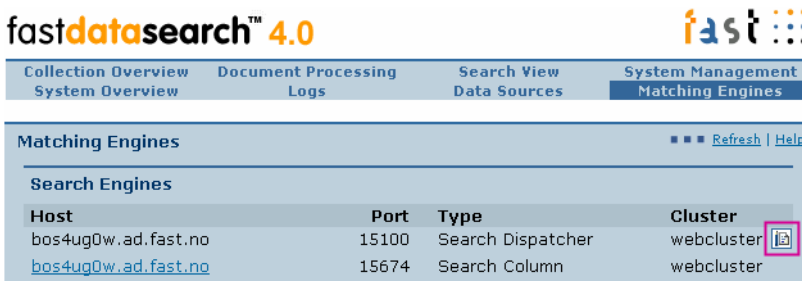 fastdatasearch™ 4.0
fast
Collection Overview Document Processing Search View System Management
System Overview Logs Data Sources Matching Engines
Matching Engines Refresh | Help
Search Engines
Host Port Type Cluster
bos4ug0w.ad.fast.no 15100 Search Dispatcher webcluster
bos4ug0w.ad.fast.no 15674 Search Column webcluster